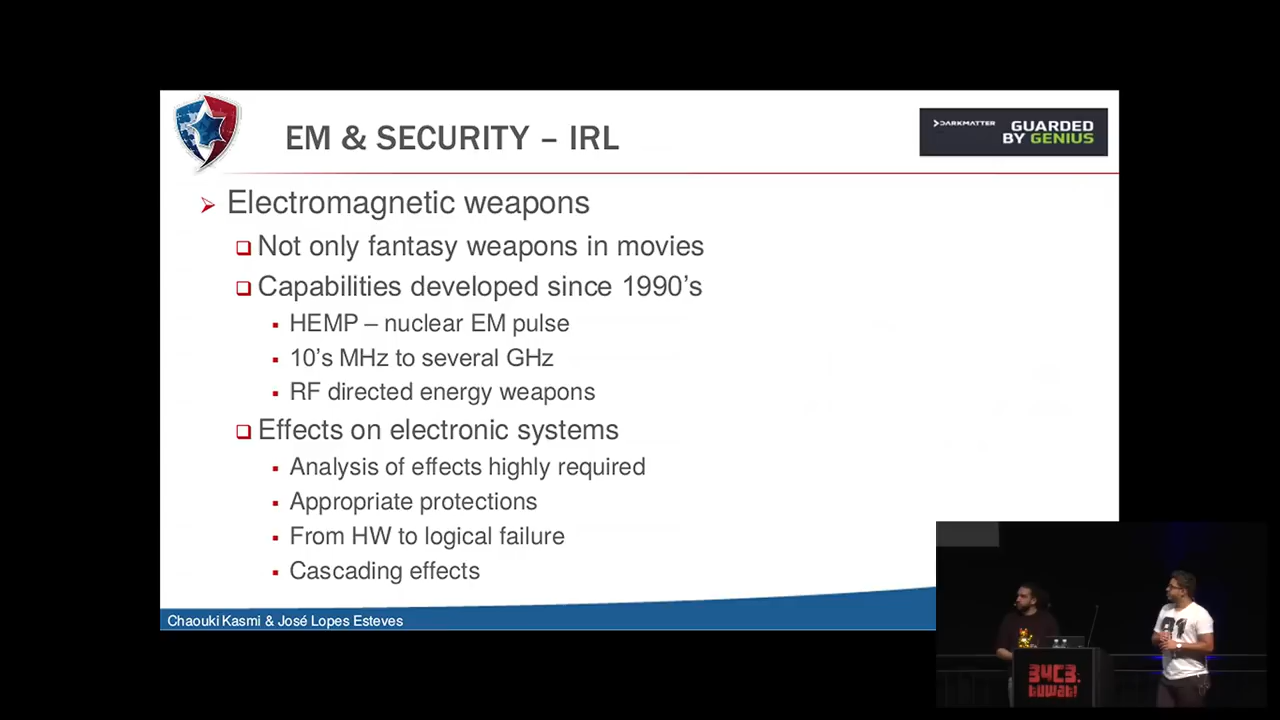 EM & SECURITY – IRL
DARKMATTER
GUARDED
BY GENIUS
Electromagnetic weapons
Not only fantasy weapons in movies
Capabilities developed since 1990's
HEMP – nuclear EM pulse
10's MHz to several GHz
RF directed energy weapons
Effects on electronic systems
Analysis of effects highly required
Appropriate protections
From HW to logical failure
Cascading effects
Chaouki Kasmi & José Lopes Esteves
34C3.
tuwat!